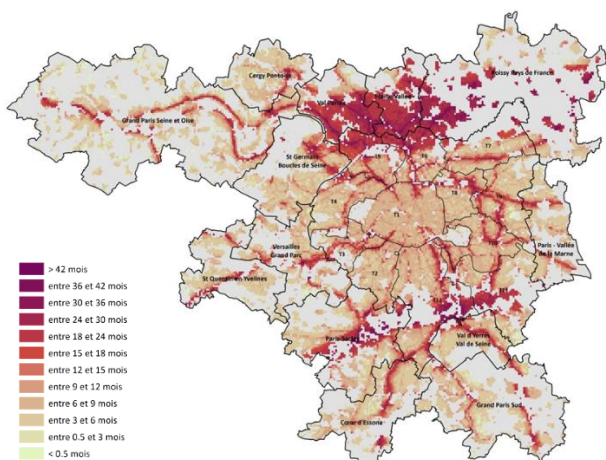 Cergy Pontoise
Roissy Pays de France
Val Parisis
Plaine Vallée
Grand Paris Seine et Oise
St Germain
Boucles de Seine
T5
T6
T7
T4
T8
T1
Versailles
Grand Parc
T3
T2
Paris - Vallée
de la Marne
St Quentin en Yvelines
T12
T11
Paris-Saclay
Val d'Yerres
Val de Seine
Grand Paris Sud
Cœur d'Essonne
> 42 mois
entre 36 et 42 mois
entre 30 et 36 mois
entre 24 et 30 mois
entre 18 et 24 mois
entre 15 et 18 mois
entre 12 et 15 mois
entre 9 et 12 mois
entre 6 et 9 mois
entre 3 et 6 mois
entre 0.5 et 3 mois
< 0.5 mois